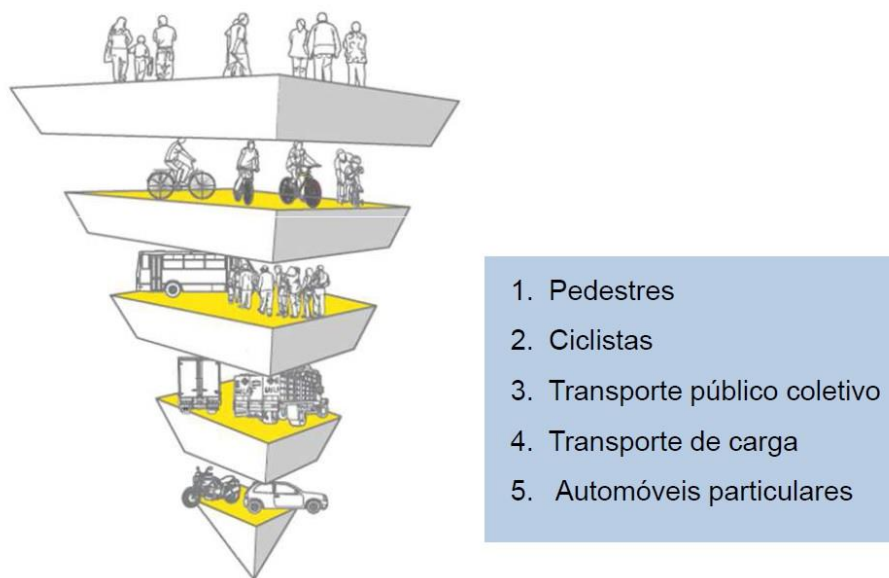 1. Pedestres
2. Ciclistas
3. Transporte público coletivo
4. Transporte de carga
5. Automóveis particulares